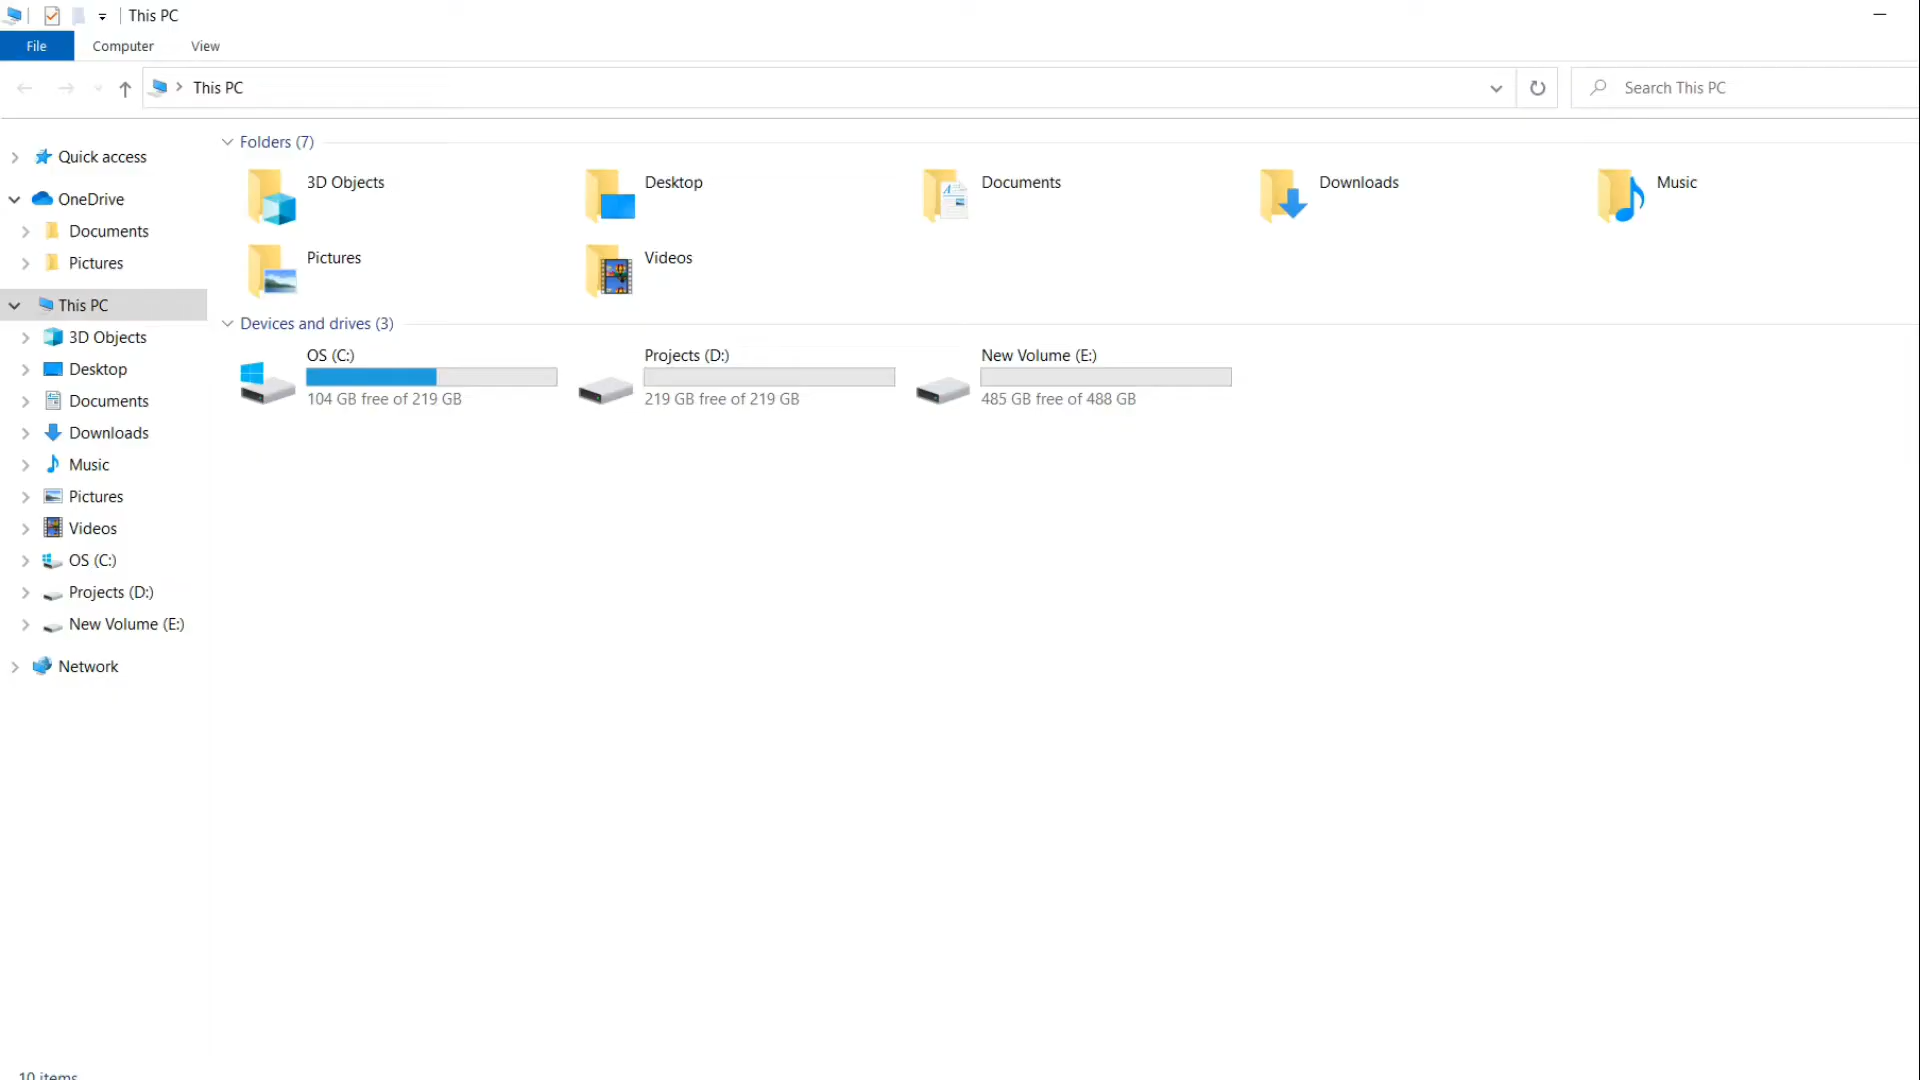 This PC
File Computer View
This PC
Search This PC
Quick access
OneDrive
Documents
Pictures
This PC
3D Objects
Desktop
Documents
Downloads
Music
Pictures
Videos
OS (C:)
Projects (D:)
New Volume (E:)
Network
Folders (7)
3D Objects
Desktop
Documents
Downloads
Music
Pictures
Videos
Devices and drives (3)
OS (C:)
104 GB free of 219 GB
Projects (D:)
219 GB free of 219 GB
New Volume (E:)
485 GB free of 488 GB
10 items